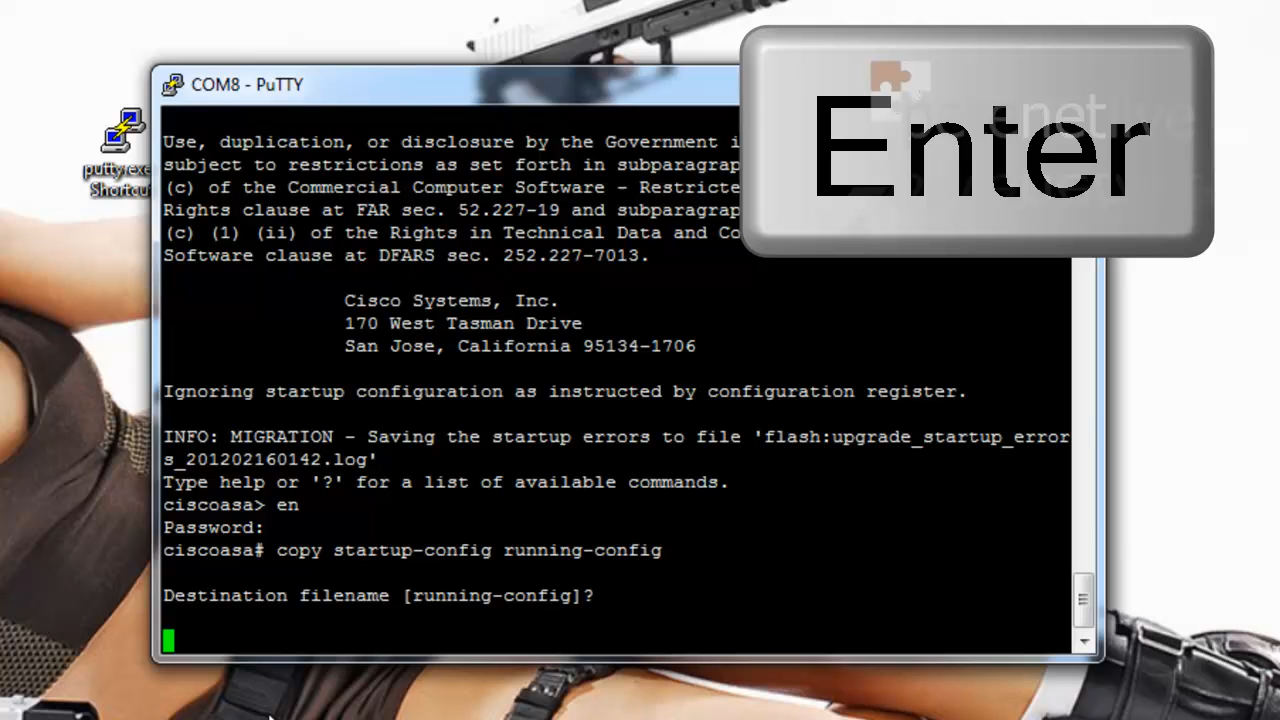 COM8 - PuTTY
Enter
putty.exe
Shortcu
Use, duplication, or disclosure by the Government i
subject to restrictions as set forth in subparagrap
(c) of the Commercial Computer Software - Restricte
Rights clause at FAR sec. 52.227-19 and subparagrap
(c) (1) (ii) of the Rights in Technical Data and Co
Software clause at DFARS sec. 252.227-7013.
Cisco Systems, Inc.
170 West Tasman Drive
San Jose, California 95134-1706
Ignoring startup configuration as instructed by configuration register.
INFO: MIGRATION - Saving the startup errors to file 'flash:upgrade_startup_error
s_201202160142.log'
Type help or '?' for a list of available commands.
ciscoasa> en
Password:
ciscoasa# copy startup-config running-config
Destination filename [running-config]?